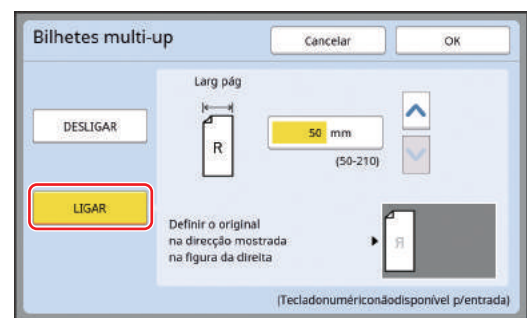 Bilhetes multi-up
Cancelar
OK
Larg pág
DESLIGAR
R
50 mm
(50-210)
LIGAR
Definir o original
na direcção mostrada
na figura da direita
R
(Tecladonumériconãodisponível p/entrada)